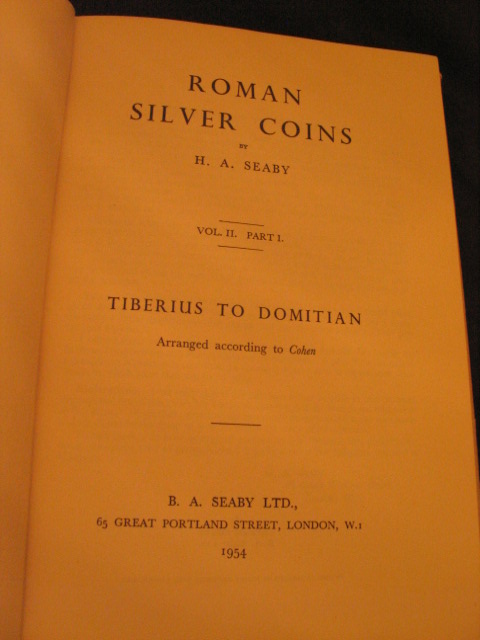 ROMAN
SILVER COINS
BY
H. A. SEABY
VOL. II. PART I.
TIBERIUS TO DOMITIAN
Arranged according to Cohen
B. A. SEABY LTD.,
65 GREAT PORTLAND STREET, LONDON, W.1
1954